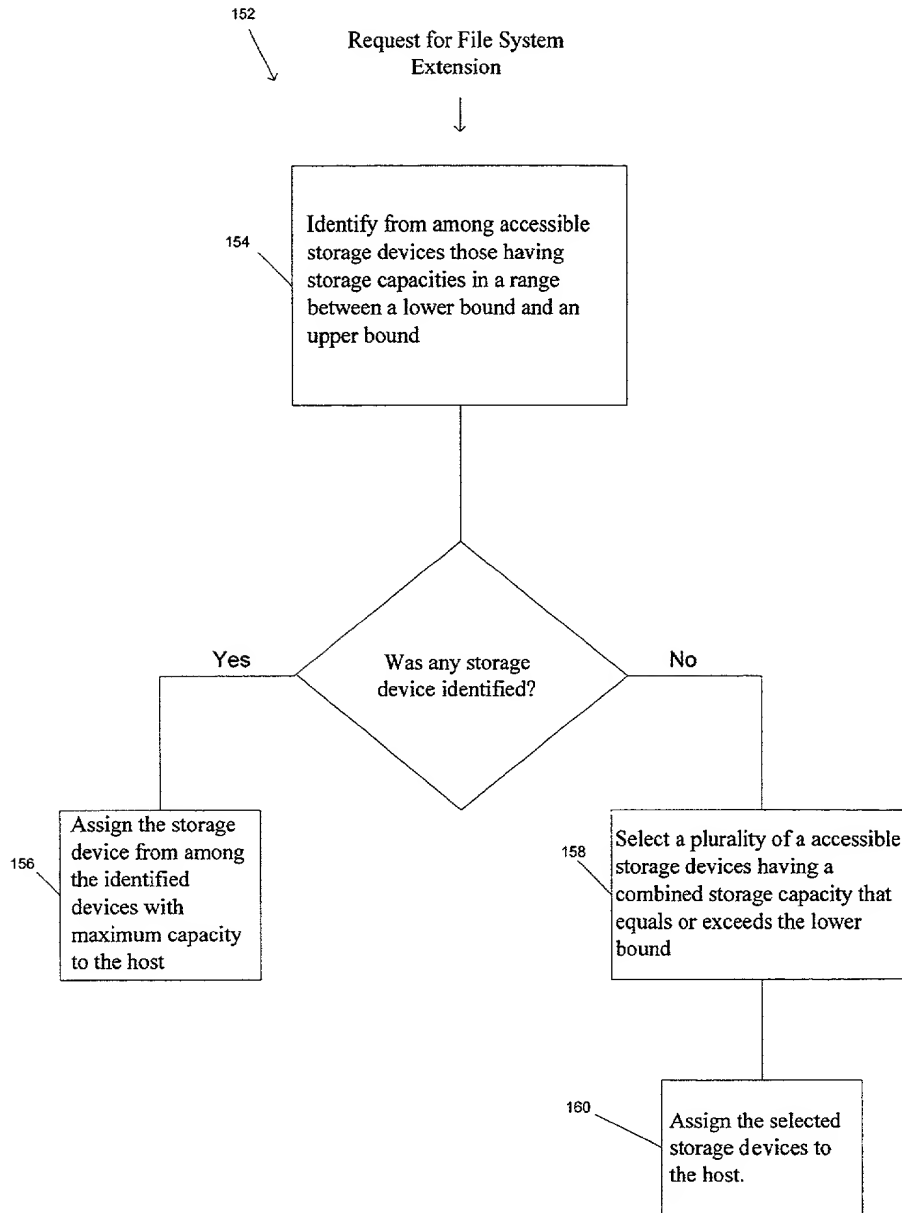 152
Request for File System
Extension
154
Identify from among accessible
storage devices those having
storage capacities in a range
between a lower bound and an
upper bound
Yes
Was any storage
device identified?
No
156
Assign the storage
device from among
the identified
devices with
maximum capacity
to the host
158
Select a plurality of a accessible
storage devices having a
combined storage capacity that
equals or exceeds the lower
bound
160
Assign the selected
storage devices to
the host.